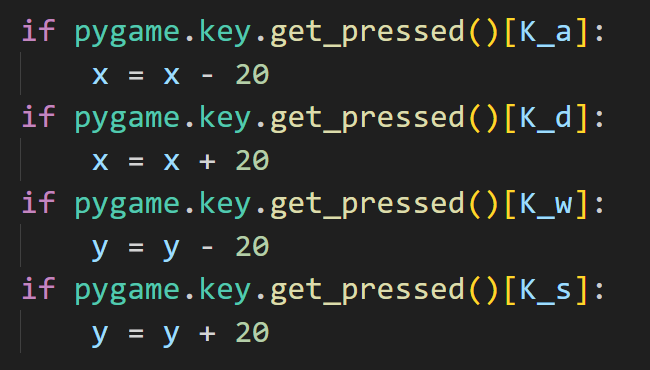 if pygame.key.get_pressed()[K_a]:
    x = x - 20
if pygame.key.get_pressed()[K_d]:
    x = x + 20
if pygame.key.get_pressed()[K_w]:
    y = y - 20
if pygame.key.get_pressed()[K_s]:
    y = y + 20